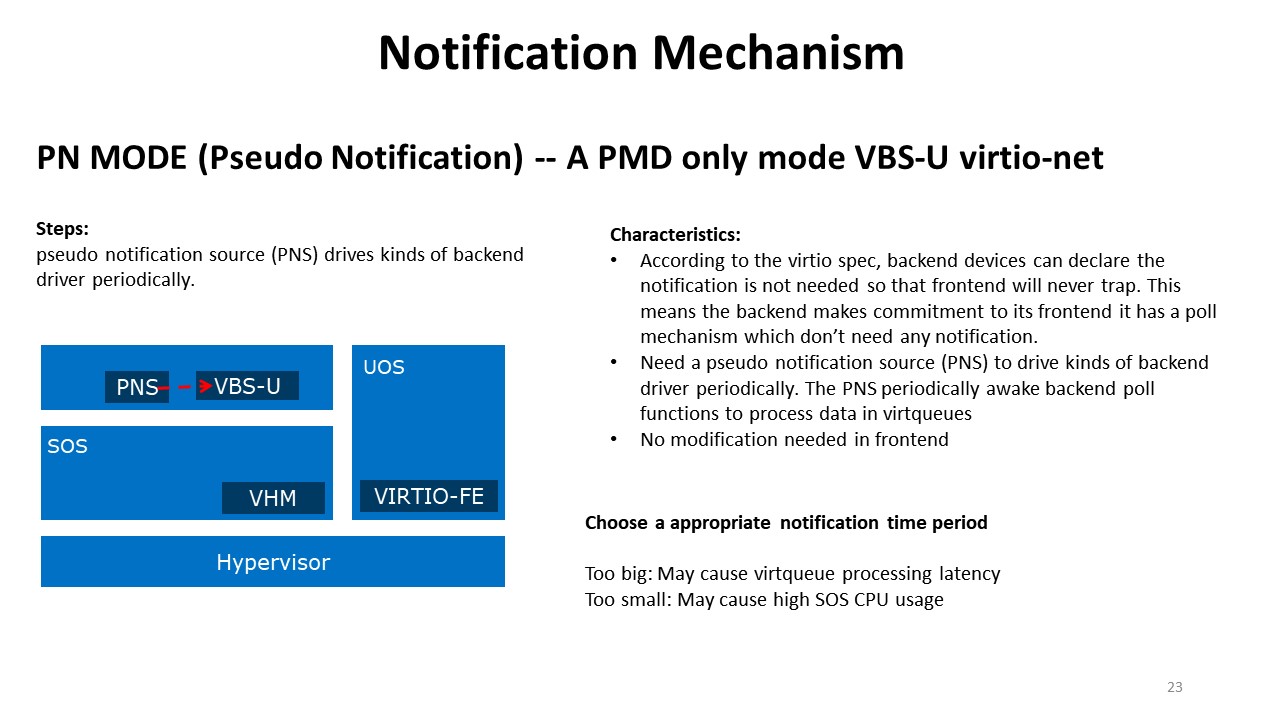 Notification Mechanism
PN MODE (Pseudo Notification) -- A PMD only mode VBS-U virtio-net
Steps:
pseudo notification source (PNS) drives kinds of backend
driver periodically.
PNS
VBS-U
UOS
SOS
VHM
VIRTIO-FE
Hypervisor
Characteristics:
• According to the virtio spec, backend devices can declare the
notification is not needed so that frontend will never trap. This
means the backend makes commitment to its frontend it has a poll
mechanism which don’t need any notification.
• Need a pseudo notification source (PNS) to drive kinds of backend
driver periodically. The PNS periodically awake backend poll
functions to process data in virtqueues
• No modification needed in frontend
Choose a appropriate notification time period
Too big: May cause virtqueue processing latency
Too small: May cause high SOS CPU usage
23